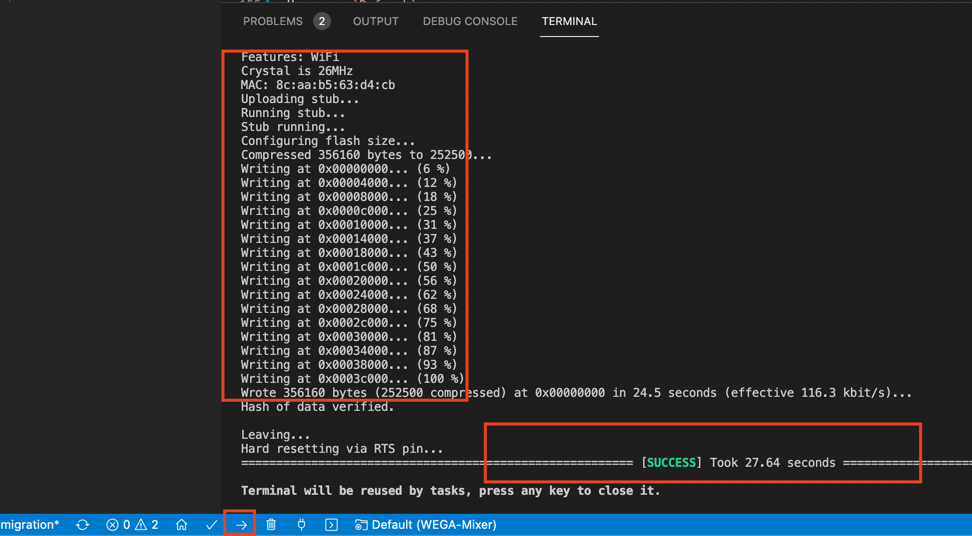 PROBLEMS 2 OUTPUT DEBUG CONSOLE TERMINAL
Features: WiFi
Crystal is 26MHz
MAC: 8c:aa:b5:63:d4:cb
Uploading stub...
Running stub...
Stub running...
Configuring flash size...
Compressed 356160 bytes to 252500...
Writing at 0x00000000... (6 %)
Writing at 0x00004000... (12 %)
Writing at 0x00008000... (18 %)
Writing at 0x0000c000... (25 %)
Writing at 0x00010000... (31 %)
Writing at 0x00014000... (37 %)
Writing at 0x00018000... (43 %)
Writing at 0x0001c000... (50 %)
Writing at 0x00020000... (56 %)
Writing at 0x00024000... (62 %)
Writing at 0x00028000... (68 %)
Writing at 0x0002c000... (75 %)
Writing at 0x00030000... (81 %)
Writing at 0x00034000... (87 %)
Writing at 0x00038000... (93 %)
Writing at 0x0003c000... (100 %)
Wrote 356160 bytes (252500 compressed) at 0x00000000 in 24.5 seconds (effective 116.3 kbit/s)...
Hash of data verified.
Leaving...
Hard resetting via RTS pin...
======================================================== [SUCCESS] Took 27.64 seconds ===================
Terminal will be reused by tasks, press any key to close it.
migration* 0 2 Default (WEGA-Mixer)